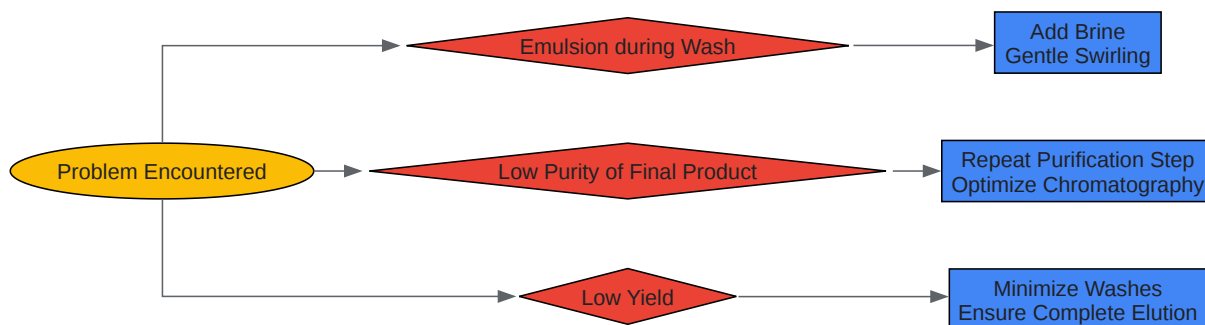 Emulsion during Wash
Add Brine
Gentle Swirling
Problem Encountered
Low Purity of Final Product
Repeat Purification Step
Optimize Chromatography
Low Yield
Minimize Washes
Ensure Complete Elution